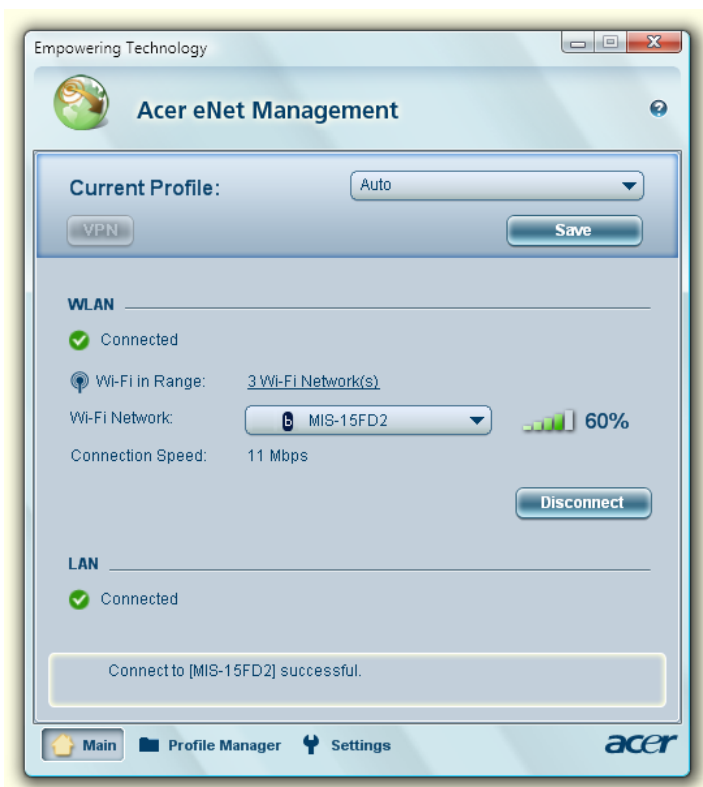 Empowering Technology
Acer eNet Management
Current Profile: Auto
VPN Save
WLAN
Connected
Wi-Fi in Range: 3 Wi-Fi Network(s)
Wi-Fi Network: b MIS-15FD2 60%
Connection Speed: 11 Mbps
Disconnect
LAN
Connected
Connect to [MIS-15FD2] successful.
Main Profile Manager Settings acer